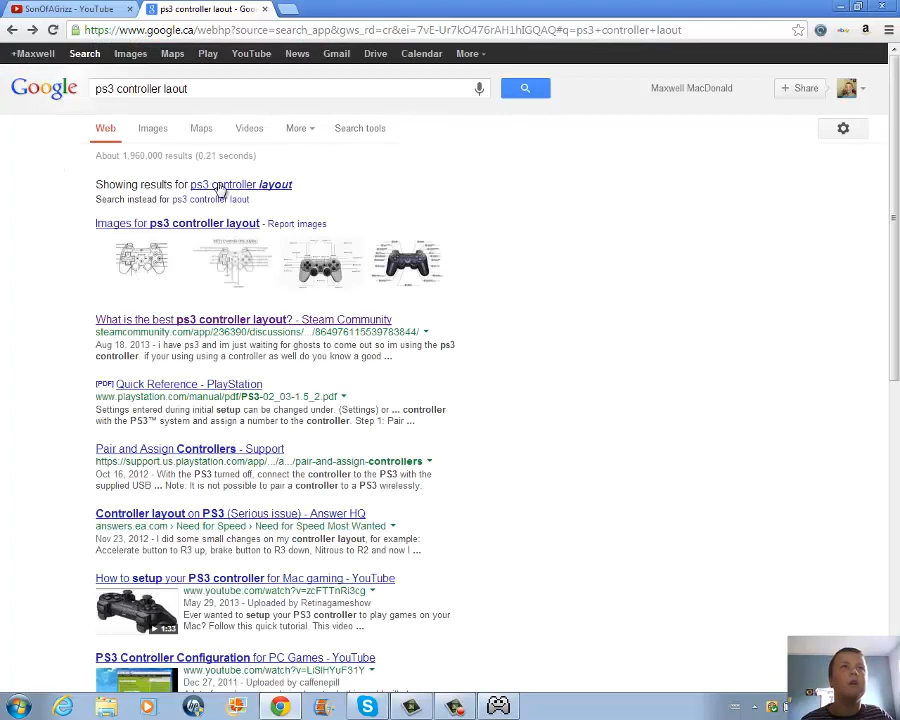 SonOfAGrizz - YouTube
ps3 controller laout - Goog
https://www.google.ca/webhp?source=search_app&gws_rd=cr&ei=7vE-Ur7kO476rAH1hIGQAQ#q=ps3+controller+laout
+Maxwell Search Images Maps Play YouTube News Gmail Drive Calendar More
Google
ps3 controller laout
Maxwell MacDonald
+ Share
Web Images Maps Videos More Search tools
About 1,960,000 results (0.21 seconds)
Showing results for ps3 controller layout
Search instead for ps3 controller laout
Images for ps3 controller layout - Report images
What is the best ps3 controller layout? - Steam Community
steamcommunity.com/app/236390/discussions/.../864976115539783844/
Aug 18, 2013 - i have ps3 and im just waiting for ghosts to come out so im using the ps3
controller. if your using using a controller as well do you know a good ...
[PDF] Quick Reference - PlayStation
www.playstation.com/manual/pdf/PS3-02_03-1.5_2.pdf
Settings entered during initial setup can be changed under. (Settings) or ... controller
with the PS3™ system and assign a number to the controller. Step 1: Pair ...
Pair and Assign Controllers - Support
https://support.us.playstation.com/app/.../a.../pair-and-assign-controllers
Oct 16, 2012 - With the PS3 turned off, connect the controller to the PS3 with the
supplied USB ... Note: It is not possible to pair a controller to a PS3 wirelessly.
Controller layout on PS3 (Serious issue) - Answer HQ
answers.ea.com › Need for Speed › Need for Speed Most Wanted
Nov 23, 2012 - I did some small changes on my controller layout, for example:
Accelerate button to R3 up, brake button to R3 down, Nitrous to R2 and now I ...
How to setup your PS3 controller for Mac gaming - YouTube
www.youtube.com/watch?v=zcFTTnRi3cg
May 29, 2013 - Uploaded by Retinagameshow
Ever wanted to setup your PS3 controller to play games on your
Mac? Follow this quick tutorial. This video ...
1:33
PS3 Controller Configuration for PC Games - YouTube
www.youtube.com/watch?v=LiSlHYuF31Y
Dec 27, 2011 - Uploaded by caffenepill